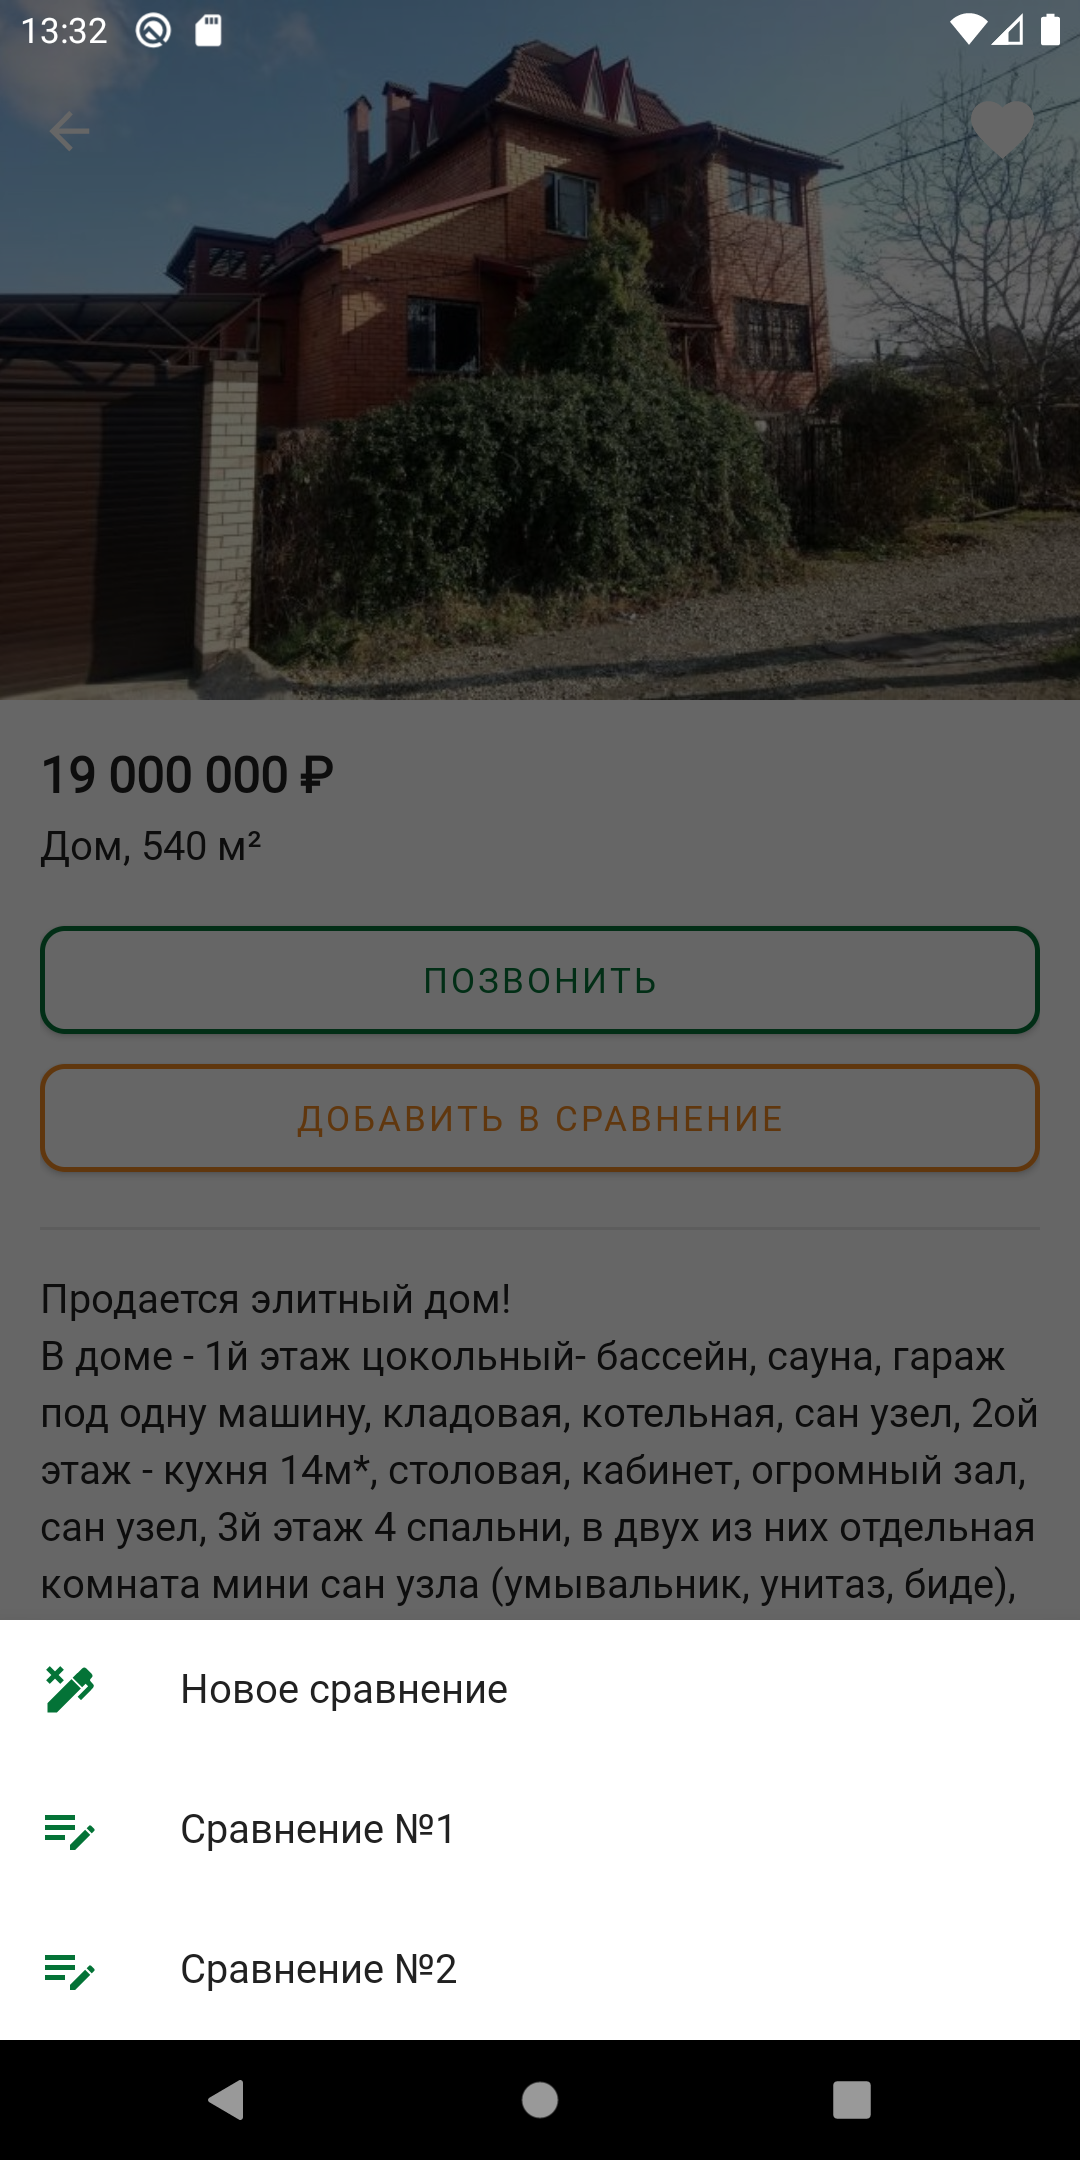 13:32
19 000 000 ₽
Дом, 540 м²
ПОЗВОНИТЬ
ДОБАВИТЬ В СРАВНЕНИЕ
Продается элитный дом!
В доме - 1й этаж цокольный- бассейн, сауна, гараж
под одну машину, кладовая, котельная, сан узел, 2ой
этаж - кухня 14м*, столовая, кабинет, огромный зал,
сан узел, 3й этаж 4 спальни, в двух из них отдельная
комната мини сан узла (умывальник, унитаз, биде),
Новое сравнение
Сравнение №1
Сравнение №2